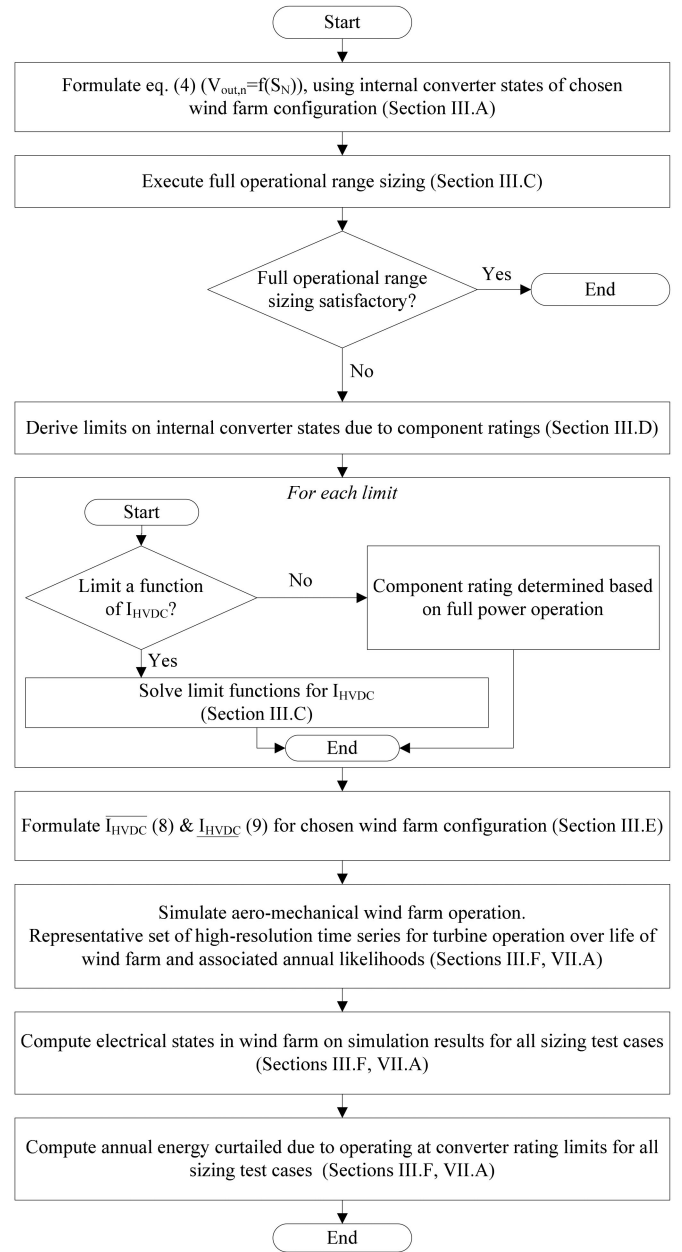 Start
Formulate eq. (4) (V_out,n=f(S_N)), using internal converter states of chosen
wind farm configuration (Section III.A)
Execute full operational range sizing (Section III.C)
Full operational range
sizing satisfactory?
Yes
End
No
Derive limits on internal converter states due to component ratings (Section III.D)
For each limit
Start
Limit a function
of I_HVDC?
No
Component rating determined based
on full power operation
Yes
Solve limit functions for I_HVDC
(Section III.C)
End
Formulate I̅_HVDC (8) & I̲_HVDC (9) for chosen wind farm configuration (Section III.E)
Simulate aero-mechanical wind farm operation.
Representative set of high-resolution time series for turbine operation over life of
wind farm and associated annual likelihoods (Sections III.F, VII.A)
Compute electrical states in wind farm on simulation results for all sizing test cases
(Sections III.F, VII.A)
Compute annual energy curtailed due to operating at converter rating limits for all
sizing test cases (Sections III.F, VII.A)
End